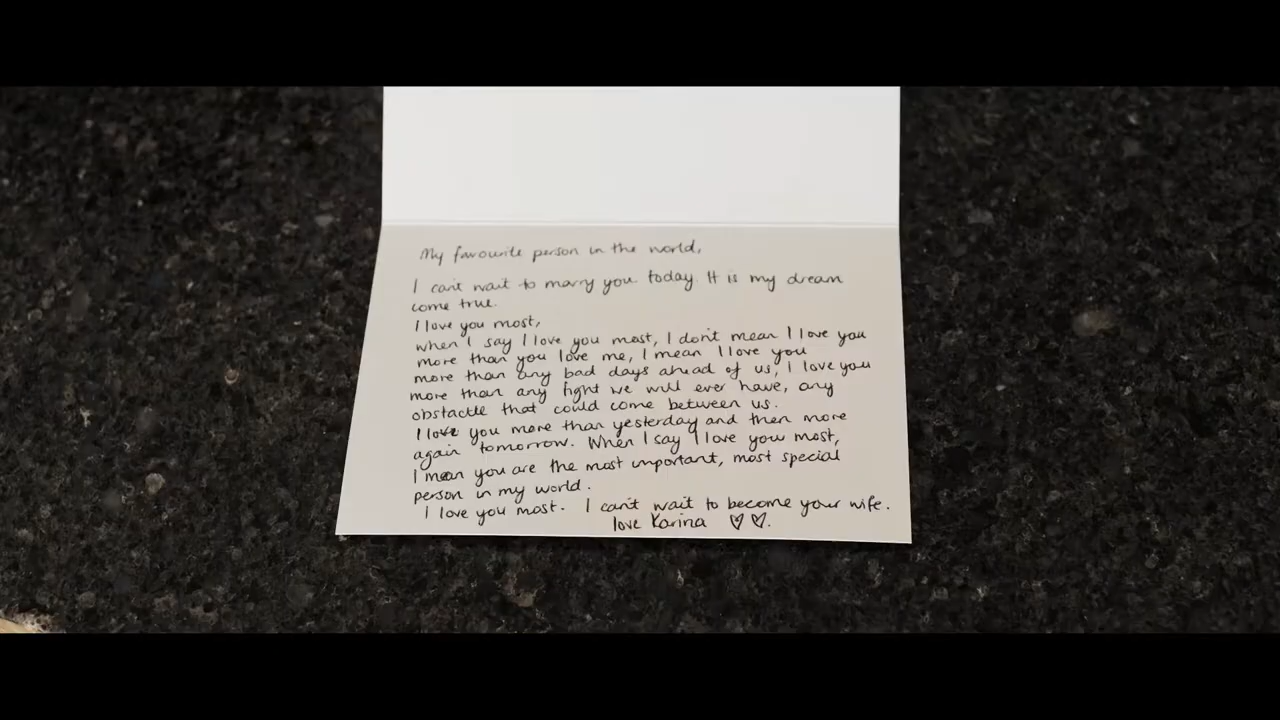 My favourite person in the world,
I can't wait to marry you today. It is my dream
come true.
I love you most,
when I say I love you most, I don't mean I love you
more than you love me, I mean I love you
more than any bad days ahead of us, I love you
more than any fight we will ever have, any
obstacle that could come between us.
I love you more than yesterday and then more
again tomorrow. When I say I love you most,
I mean you are the most important, most special
person in my world.
I love you most. I can't wait to become your wife.
love Karina ♡♡.